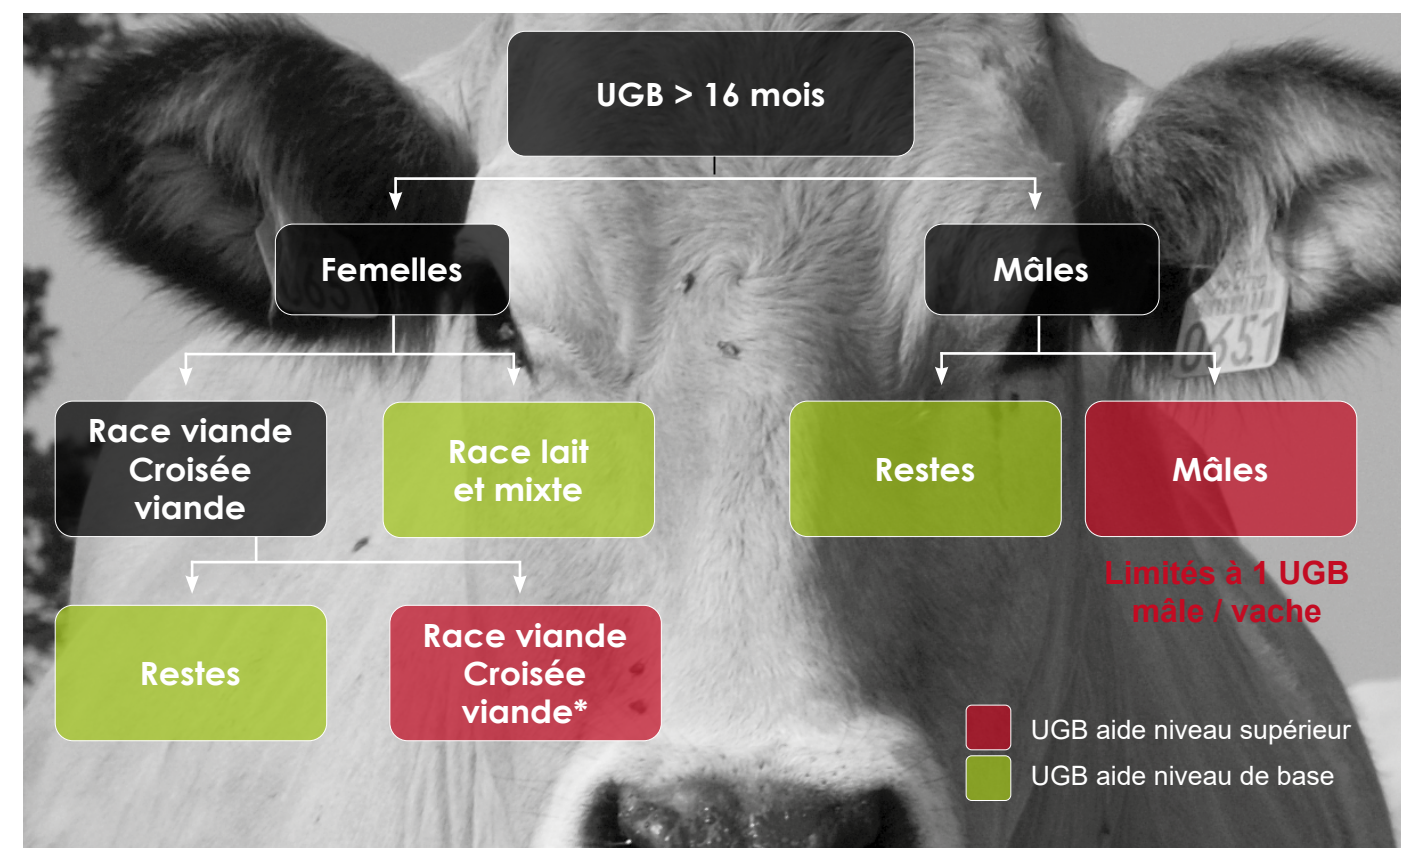 UGB > 16 mois
Femelles
Mâles
Race viande
Croisée
viande
Race lait
et mixte
Restes
Mâles
Limités à 1 UGB
mâle / vache
Restes
Race viande
Croisée
viande*
UGB aide niveau supérieur
UGB aide niveau de base
0651